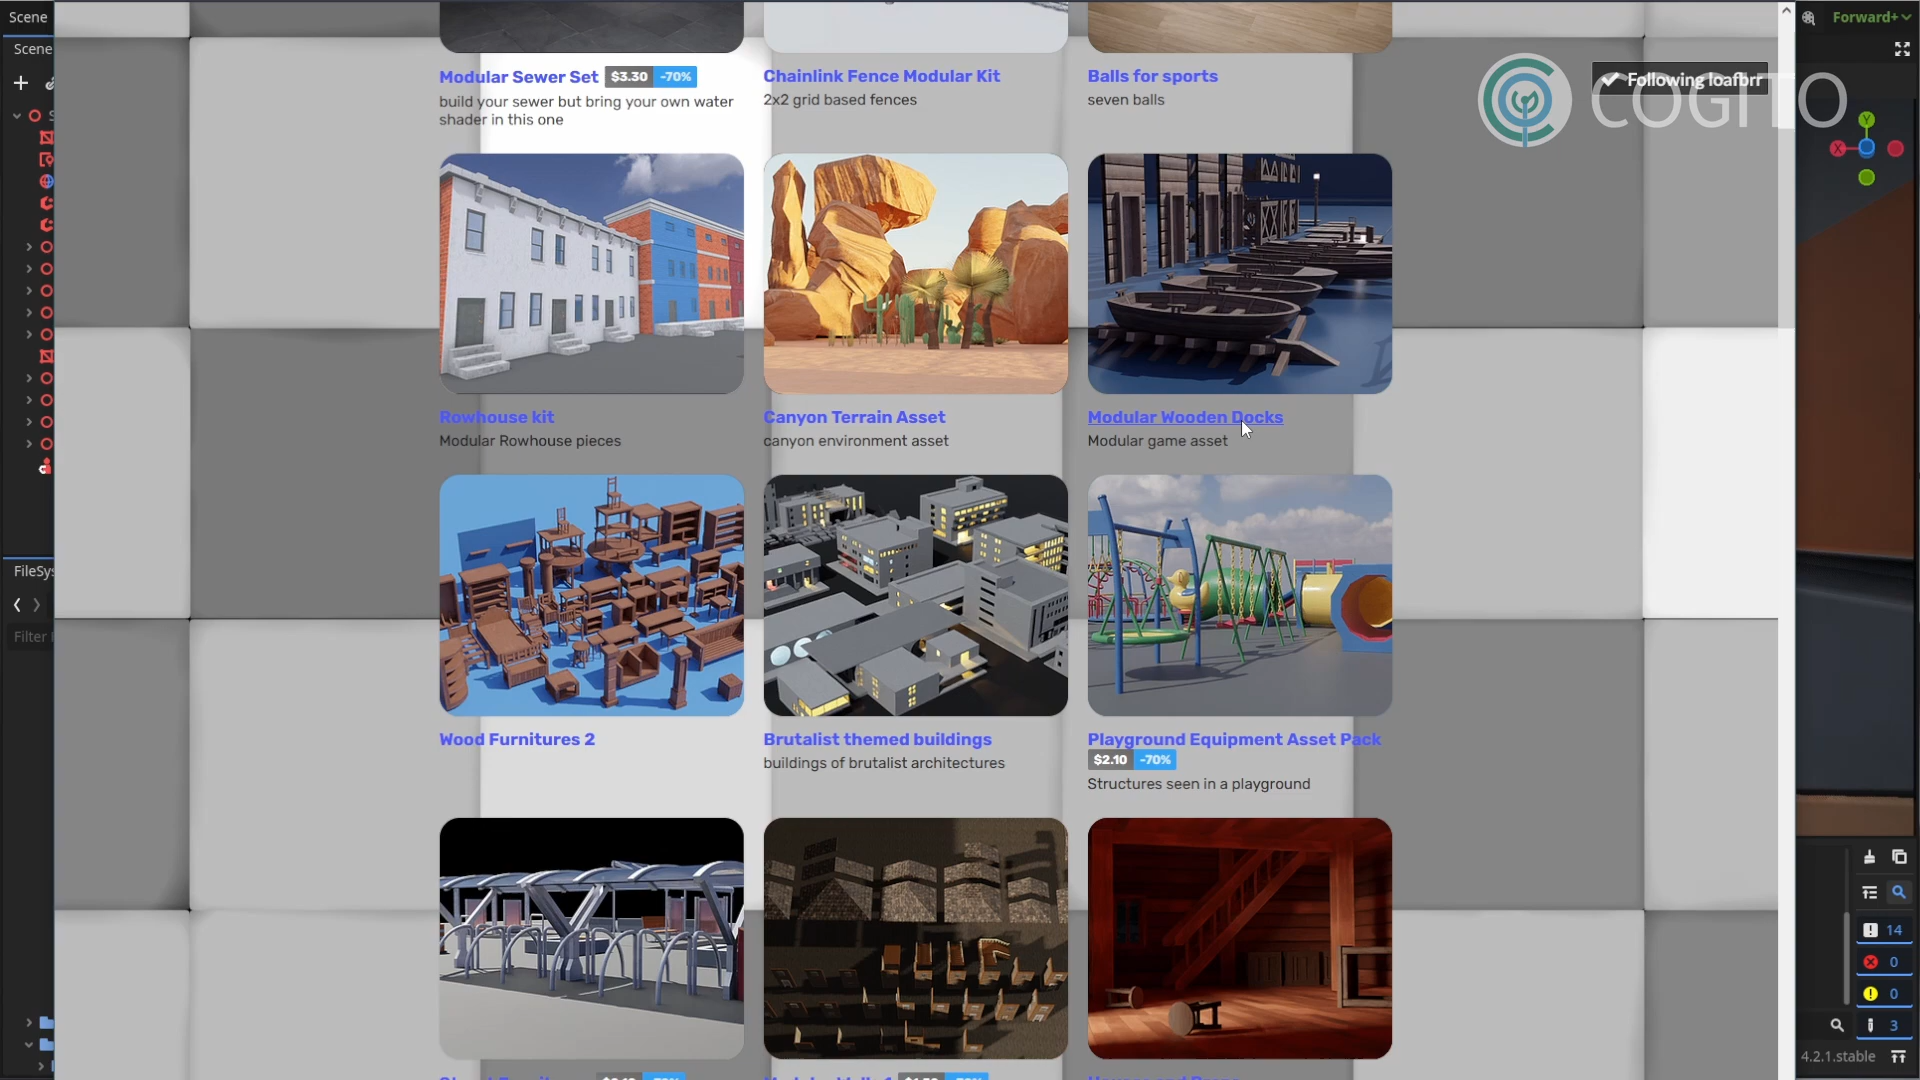 Scene
Forward+
Scene
Modular Sewer Set $3.30 -70%
build your sewer but bring your own water
shader in this one
Chainlink Fence Modular Kit
2x2 grid based fences
Balls for sports
seven balls
Following loafbrr
COGITO
Y
X
Rowhouse kit
Modular Rowhouse pieces
Canyon Terrain Asset
canyon environment asset
Modular Wooden Docks
Modular game asset
FileSys
Filter
Wood Furnitures 2
Brutalist themed buildings
buildings of brutalist architectures
Playground Equipment Asset Pack
$2.10 -70%
Structures seen in a playground
14
0
0
3
4.2.1.stable